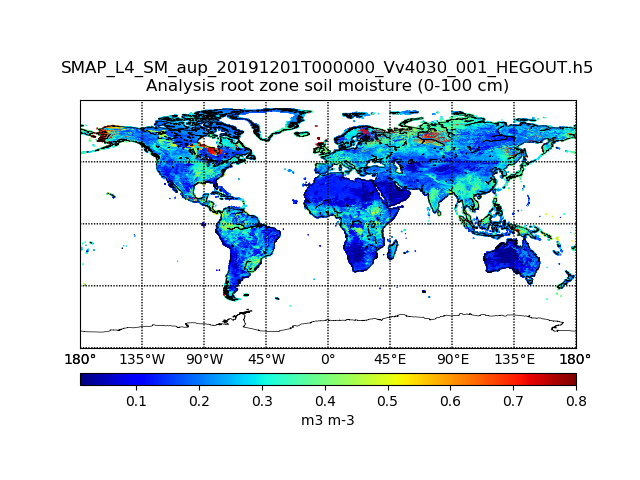 SMAP_L4_SM_aup_20191201T000000_Vv4030_001_HEGOUT.h5
Analysis root zone soil moisture (0-100 cm)
180° 135°W 90°W 45°W 0° 45°E 90°E 135°E 180°
0.1 0.2 0.3 0.4 0.5 0.6 0.7 0.8
m3 m-3